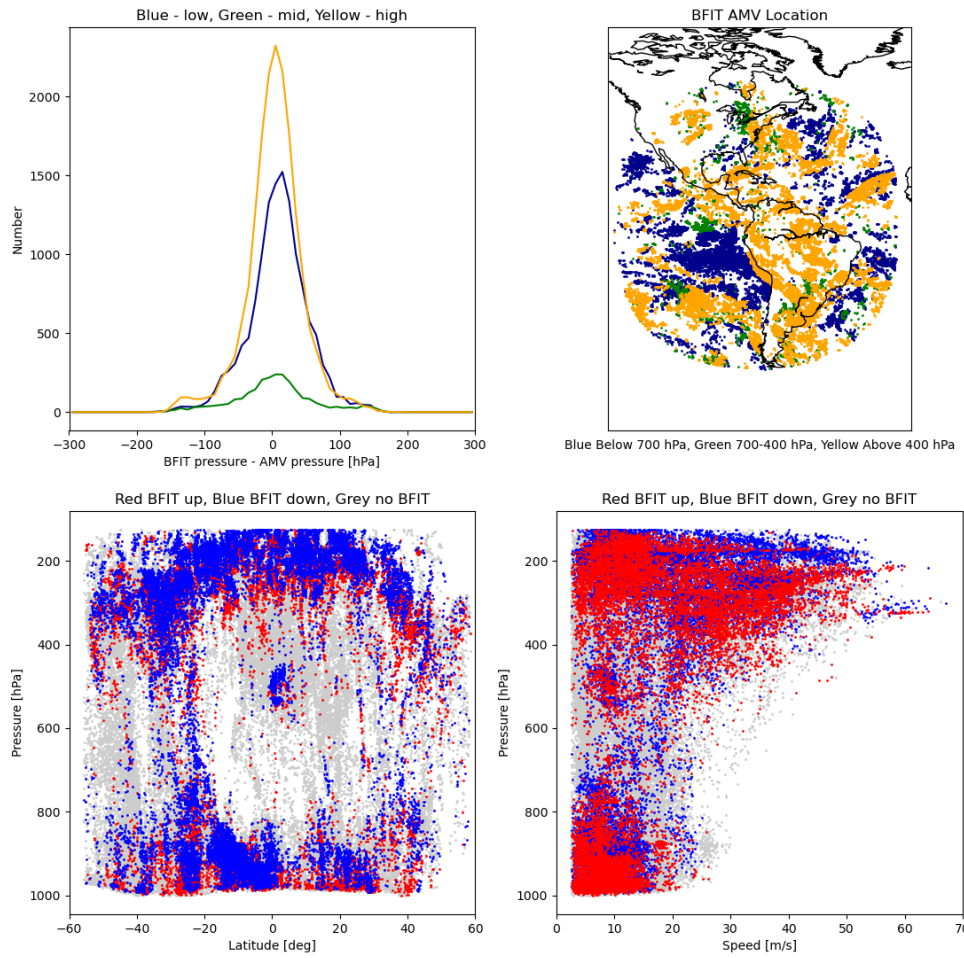 Blue - low, Green - mid, Yellow - high
Number
2000
1500
1000
500
0
−300 −200 −100 0 100 200 300
BFIT pressure - AMV pressure [hPa]
BFIT AMV Location
Blue Below 700 hPa, Green 700-400 hPa, Yellow Above 400 hPa
Red BFIT up, Blue BFIT down, Grey no BFIT
Pressure [hPa]
200
400
600
800
1000
−60 −40 −20 0 20 40 60
Latitude [deg]
Red BFIT up, Blue BFIT down, Grey no BFIT
Pressure [hPa]
200
400
600
800
1000
0 10 20 30 40 50 60 70
Speed [m/s]